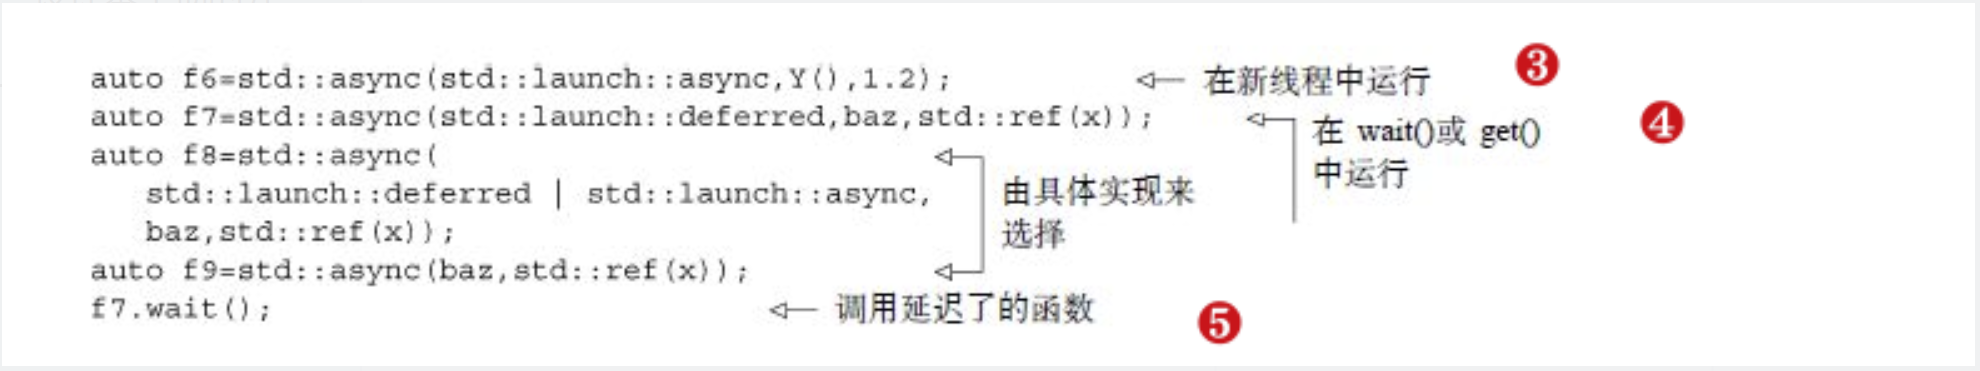 auto f6=std::async(std::launch::async,Y(),1.2); 在新线程中运行 3
auto f7=std::async(std::launch::deferred,baz,std::ref(x)); 在 wait()或 get() 4
中运行
auto f8=std::async(
std::launch::deferred | std::launch::async, 由具体实现来
baz,std::ref(x)); 选择
auto f9=std::async(baz,std::ref(x));
f7.wait(); 调用延迟了的函数 5